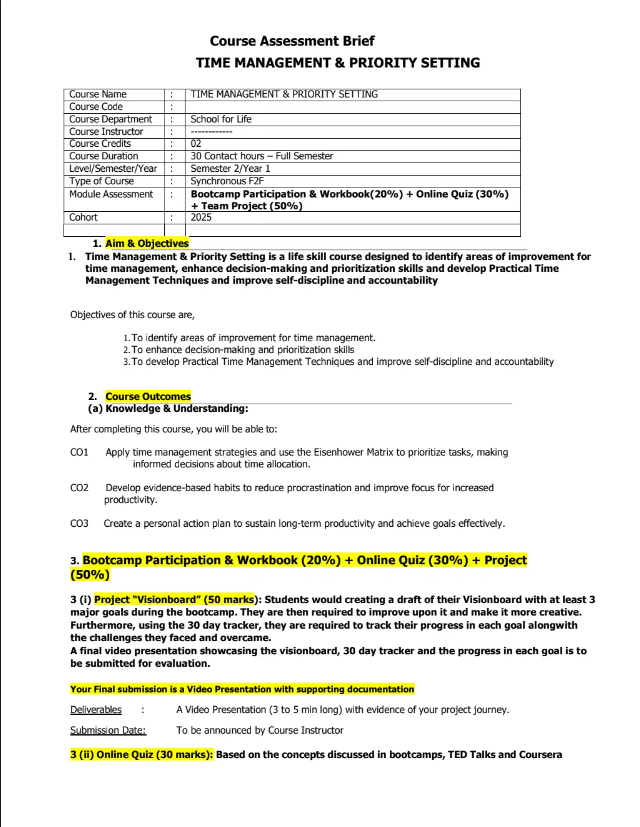 Course Assessment Brief
TIME MANAGEMENT & PRIORITY SETTING
Course Name : TIME MANAGEMENT & PRIORITY SETTING
Course Code :
Course Department : School for Life
Course Instructor : ------------
Course Credits : 02
Course Duration : 30 Contact hours – Full Semester
Level/Semester/Year : Semester 2/Year 1
Type of Course : Synchronous F2F
Module Assessment : Bootcamp Participation & Workbook(20%) + Online Quiz (30%)
+ Team Project (50%)
Cohort : 2025
1. Aim & Objectives
1. Time Management & Priority Setting is a life skill course designed to identify areas of improvement for
time management, enhance decision-making and prioritization skills and develop Practical Time
Management Techniques and improve self-discipline and accountability
Objectives of this course are,
1. To identify areas of improvement for time management.
2. To enhance decision-making and prioritization skills
3. To develop Practical Time Management Techniques and improve self-discipline and accountability
2. Course Outcomes
(a) Knowledge & Understanding:
After completing this course, you will be able to:
CO1 Apply time management strategies and use the Eisenhower Matrix to prioritize tasks, making
informed decisions about time allocation.
CO2 Develop evidence-based habits to reduce procrastination and improve focus for increased
productivity.
CO3 Create a personal action plan to sustain long-term productivity and achieve goals effectively.
3. Bootcamp Participation & Workbook (20%) + Online Quiz (30%) + Project
(50%)
3 (i) Project “Visionboard” (50 marks): Students would creating a draft of their Visionboard with at least 3
major goals during the bootcamp. They are then required to improve upon it and make it more creative.
Furthermore, using the 30 day tracker, they are required to track their progress in each goal alongwith
the challenges they faced and overcame.
A final video presentation showcasing the visionboard, 30 day tracker and the progress in each goal is to
be submitted for evaluation.
Your Final submission is a Video Presentation with supporting documentation
Deliverables : A Video Presentation (3 to 5 min long) with evidence of your project journey.
Submission Date: To be announced by Course Instructor
3 (ii) Online Quiz (30 marks): Based on the concepts discussed in bootcamps, TED Talks and Coursera